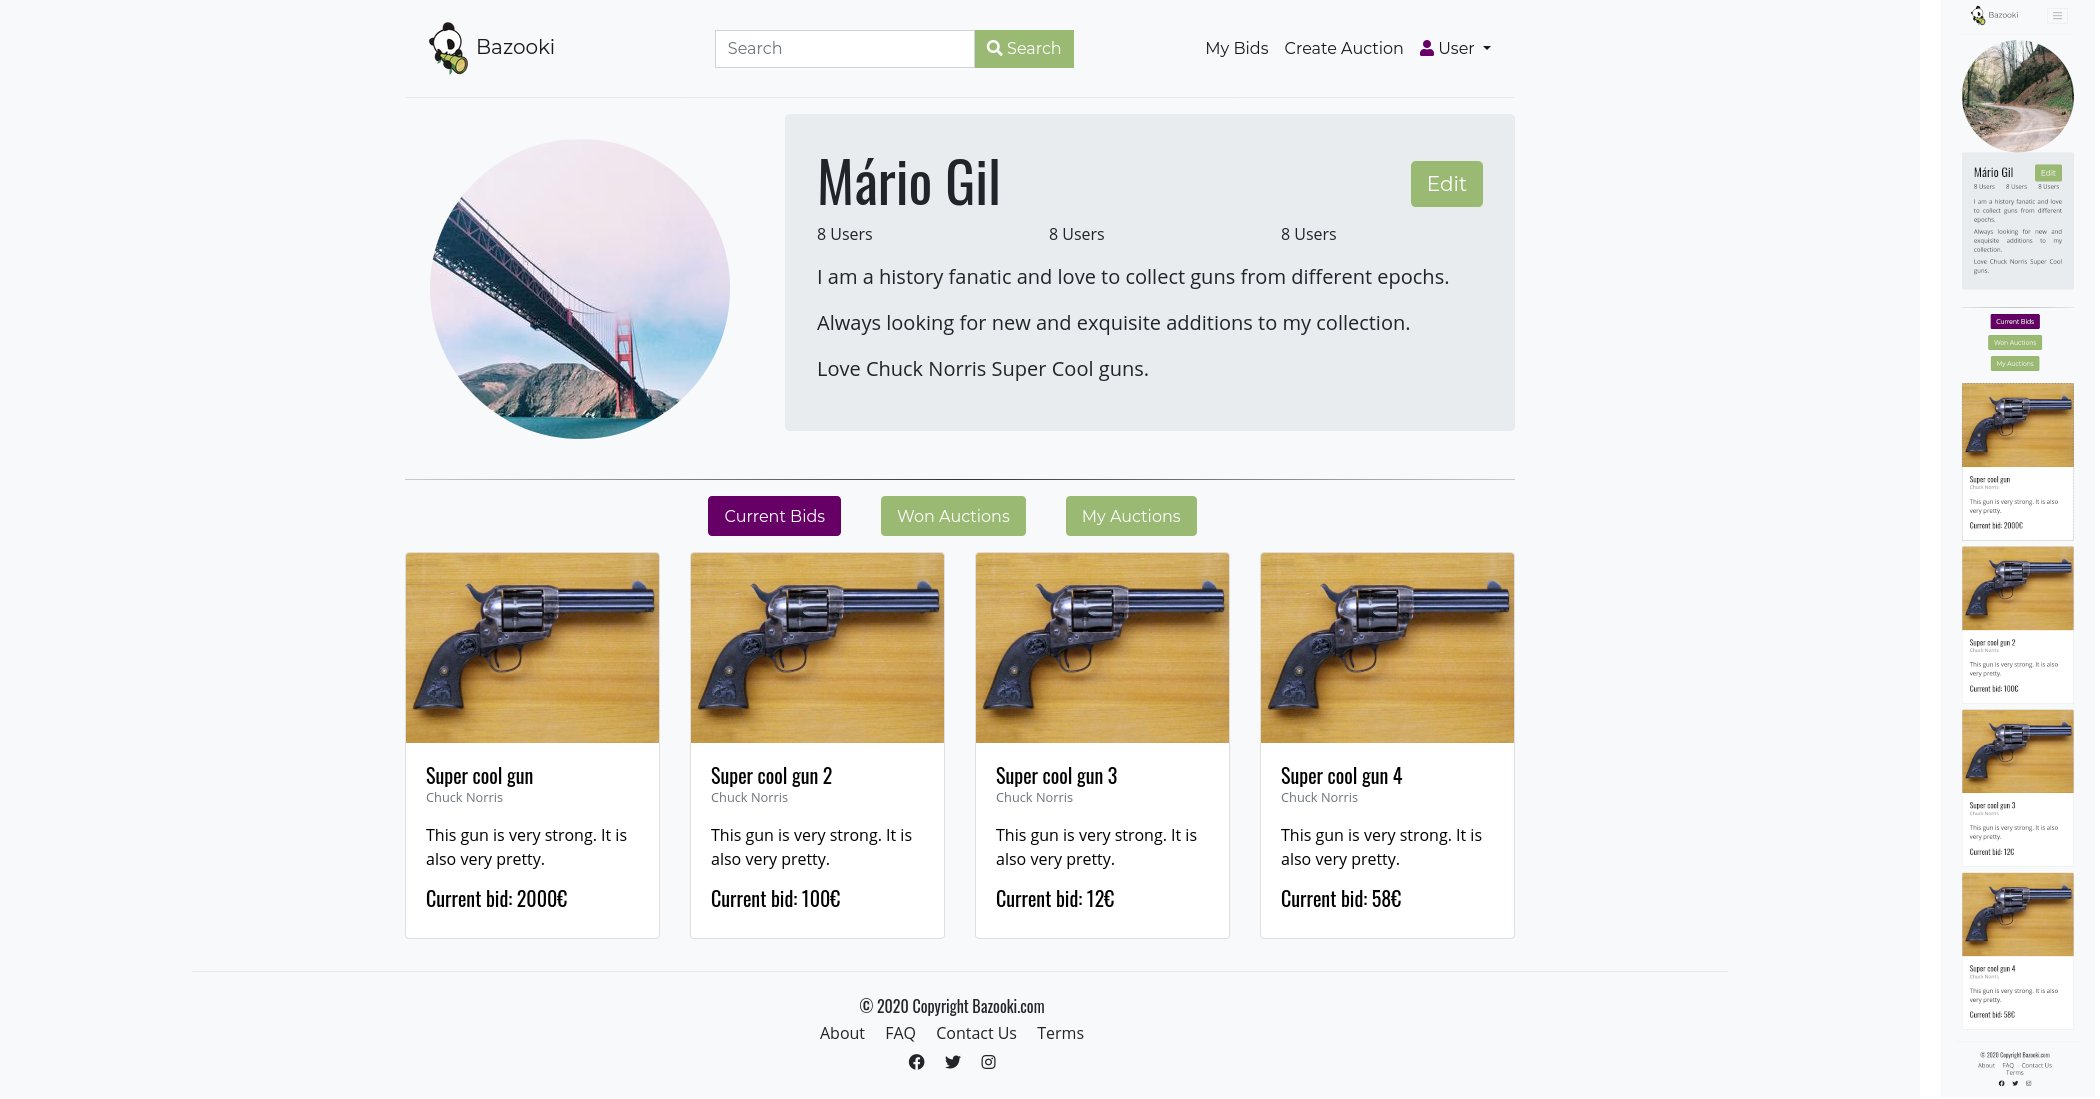 Bazooki
Search
Search
My Bids
Create Auction
User
Mário Gil
Edit
8 Users
8 Users
8 Users
I am a history fanatic and love to collect guns from different epochs.
Always looking for new and exquisite additions to my collection.
Love Chuck Norris Super Cool guns.
Current Bids
Won Auctions
My Auctions
Super cool gun
Chuck Norris
This gun is very strong. It is
also very pretty.
Current bid: 2000€
Super cool gun 2
Chuck Norris
This gun is very strong. It is
also very pretty.
Current bid: 100€
Super cool gun 3
Chuck Norris
This gun is very strong. It is
also very pretty.
Current bid: 12€
Super cool gun 4
Chuck Norris
This gun is very strong. It is
also very pretty.
Current bid: 58€
© 2020 Copyright Bazooki.com
About FAQ Contact Us Terms
Bazooki
Mário Gil
Edit
8 Users 8 Users 8 Users
I am a history fanatic and love
to collect guns from different
epochs.
Always looking for new and
exquisite additions to my
collection.
Love Chuck Norris Super Cool
guns.
Current Bids
Won Auctions
My Auctions
Super cool gun
Chuck Norris
This gun is very strong. It is also
very pretty.
Current bid: 2000€
Super cool gun 2
Chuck Norris
This gun is very strong. It is also
very pretty.
Current bid: 100€
Super cool gun 3
Chuck Norris
This gun is very strong. It is also
very pretty.
Current bid: 12€
Super cool gun 4
Chuck Norris
This gun is very strong. It is also
very pretty.
Current bid: 58€
© 2020 Copyright Bazooki.com
About FAQ Contact Us
Terms